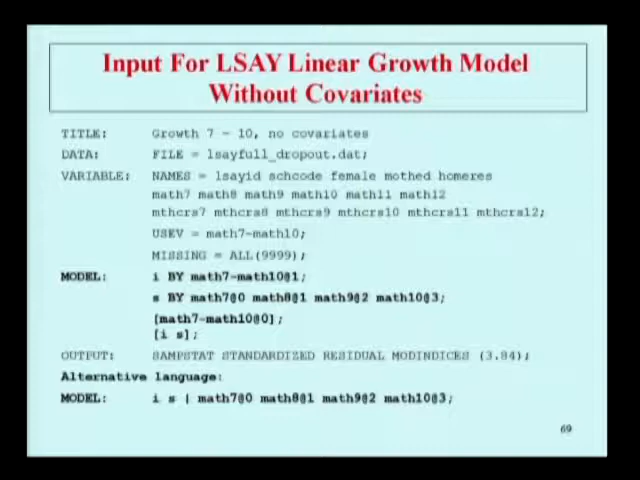 Input For LSAY Linear Growth Model
Without Covariates
TITLE: Growth 7 - 10, no covariates
DATA: FILE = lsayfull_dropout.dat;
VARIABLE: NAMES = lsayid schcode female mothed homeres
math7 math8 math9 math10 math11 math12
mthcrs7 mthcrs8 mthcrs9 mthcrs10 mthcrs11 mthcrs12;
USEV = math7-math10;
MISSING = ALL(9999);
MODEL: i BY math7-math10@1;
s BY math7@0 math8@1 math9@2 math10@3;
[math7-math10@0];
[i s];
OUTPUT: SAMPSTAT STANDARDIZED RESIDUAL MODINDICES (3.84);
Alternative language:
MODEL: i s | math7@0 math8@1 math9@2 math10@3;
69